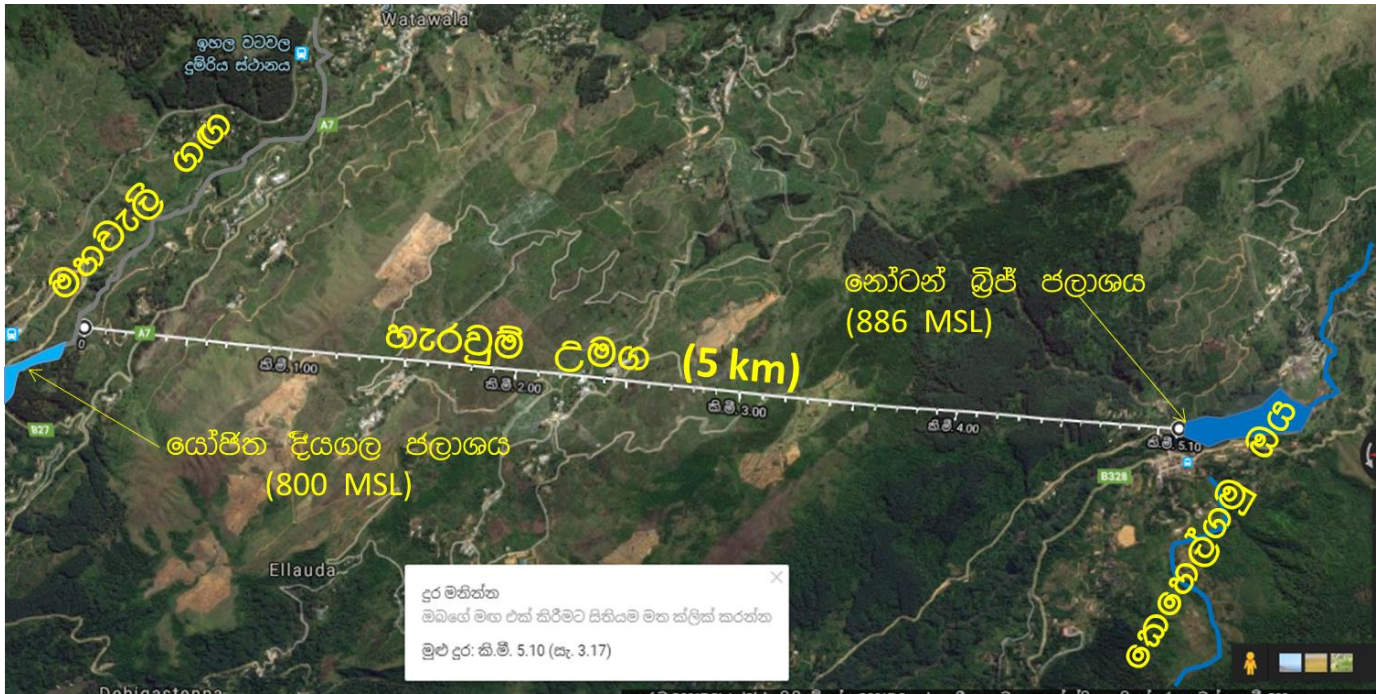 Watawala
ඉහල වටවල
දුම්රිය ස්ථානය
A7
මහවැලි ගඟ
නෝටන් බ්‍රිජ් ජලාශය
(886 MSL)
0
A7
හැරවුම් උමග (5 km)
කි.මී. 1.00
කි.මී. 2.00
කි.මී. 3.00
කි.මී. 4.00
කි.මී. 5.10
B27
යෝජිත දියගල ජලාශය
(800 MSL)
B328
කෙහෙල්ගමු ඔය
Ellauda
දුර මනින්න
ඔබගේ මඟ එක් කිරීමට සිතියම මත ක්ලික් කරන්න
මුළු දුර: කි.මී. 5.10 (සැ. 3.17)